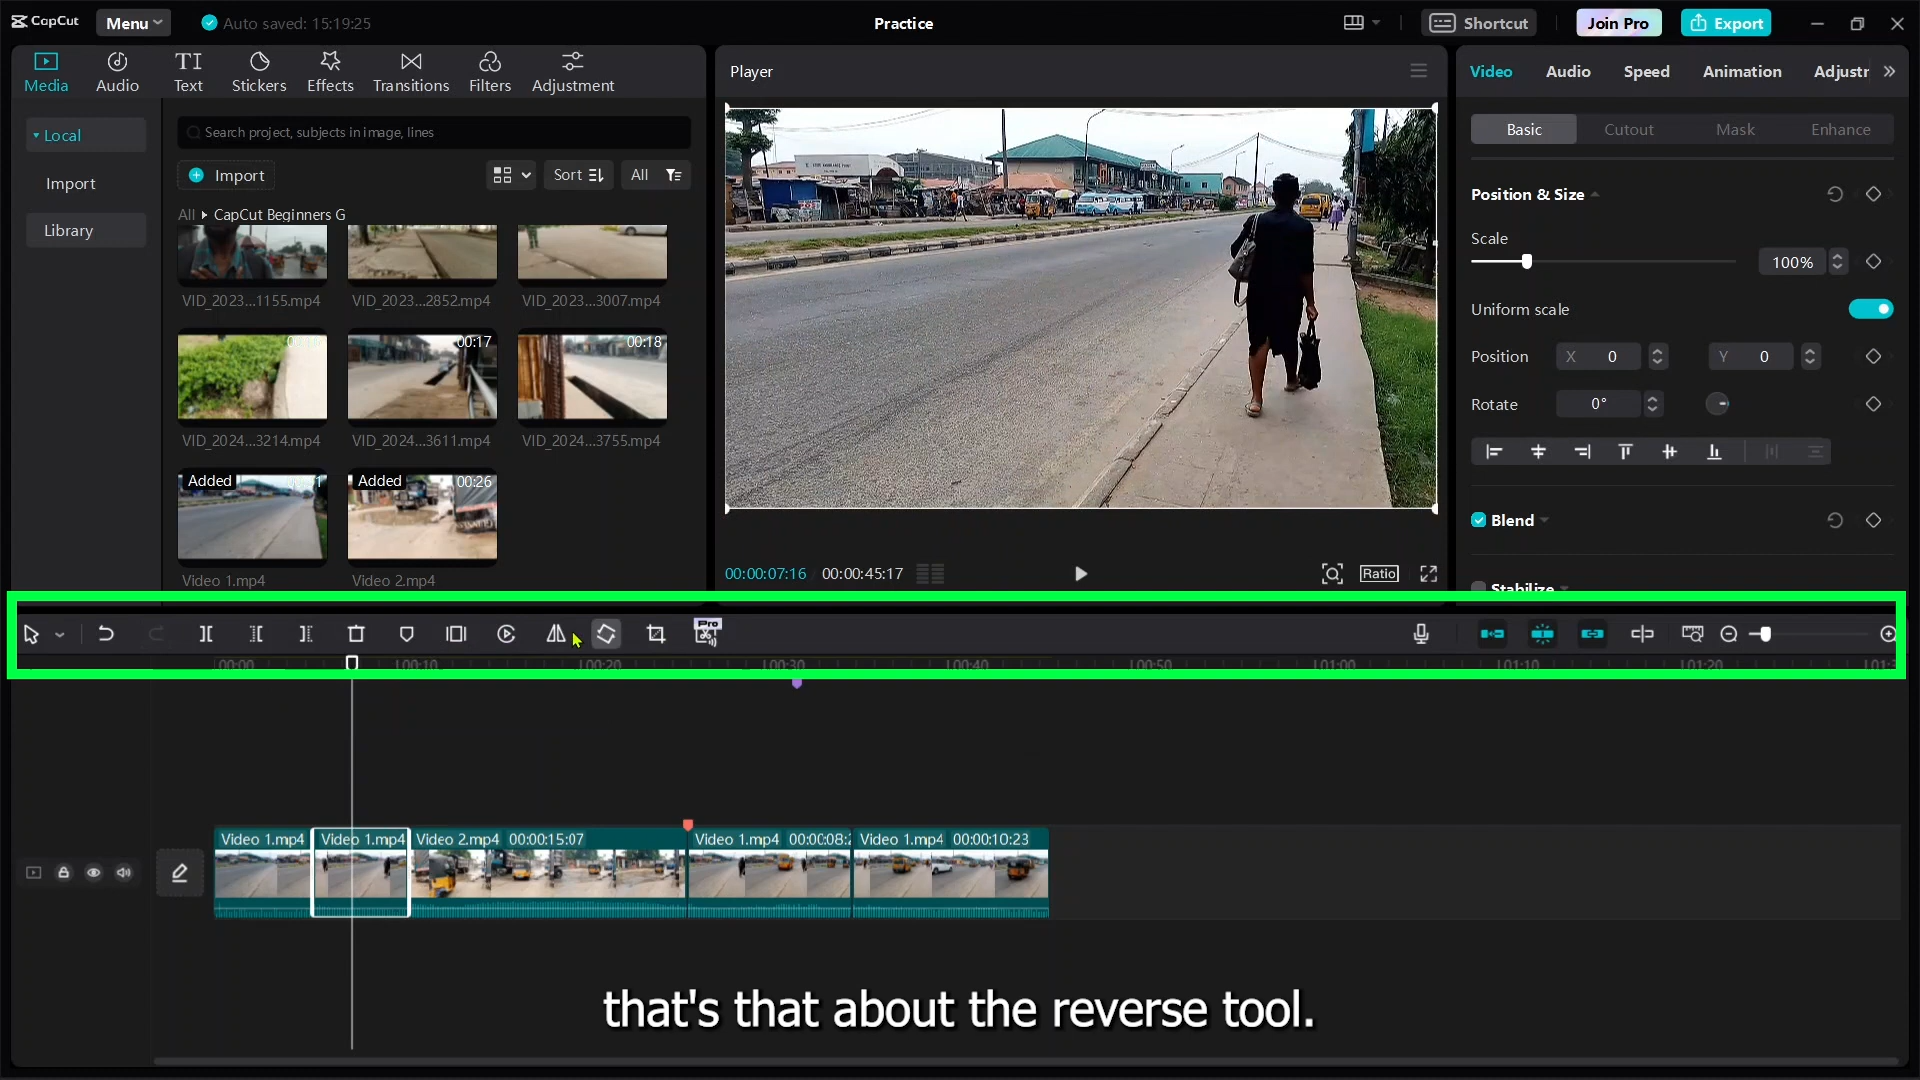 CapCut
Menu
Auto saved: 15:19:25
Practice
Shortcut
Join Pro
Export
Media
Audio
Text
Stickers
Effects
Transitions
Filters
Adjustment
Local
Import
Library
Search project, subjects in image, lines
Import
Sort
All
All CapCut Beginners G
VID_2023...1155.mp4
VID_2023...2852.mp4
VID_2023...3007.mp4
00:17
00:18
VID_2024...3214.mp4
VID_2024...3611.mp4
VID_2024...3755.mp4
Added
Added
00:26
Video 1.mp4
Video 2.mp4
Player
00:00:07:16
00:00:45:17
Ratio
Video
Audio
Speed
Animation
Adjustr
Basic
Cutout
Mask
Enhance
Position & Size
Scale
100%
Uniform scale
Position
X 0
Y 0
Rotate
0°
Blend
Stabilize
Pro
00:00
00:10
00:20
00:30
00:40
00:50
01:00
01:10
01:20
Video 1.mp4
Video 1.mp4
Video 2.mp4 00:00:15:07
Video 1.mp4 00:00:08:2
Video 1.mp4 00:00:10:23
that's that about the reverse tool.